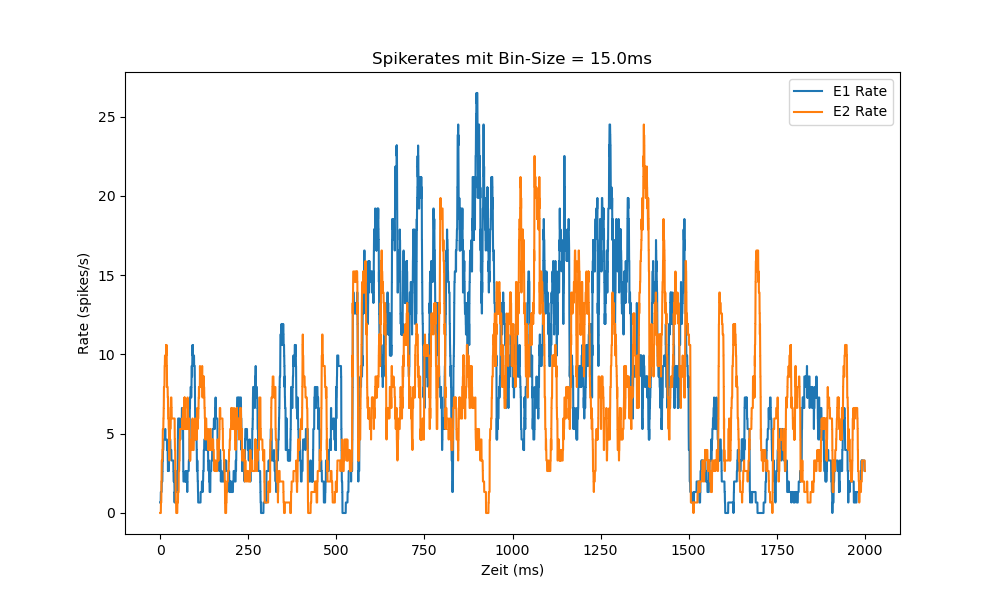 Spikerates mit Bin-Size = 15.0ms
E1 Rate
E2 Rate
25
20
15
10
5
0
Rate (spikes/s)
0 250 500 750 1000 1250 1500 1750 2000
Zeit (ms)